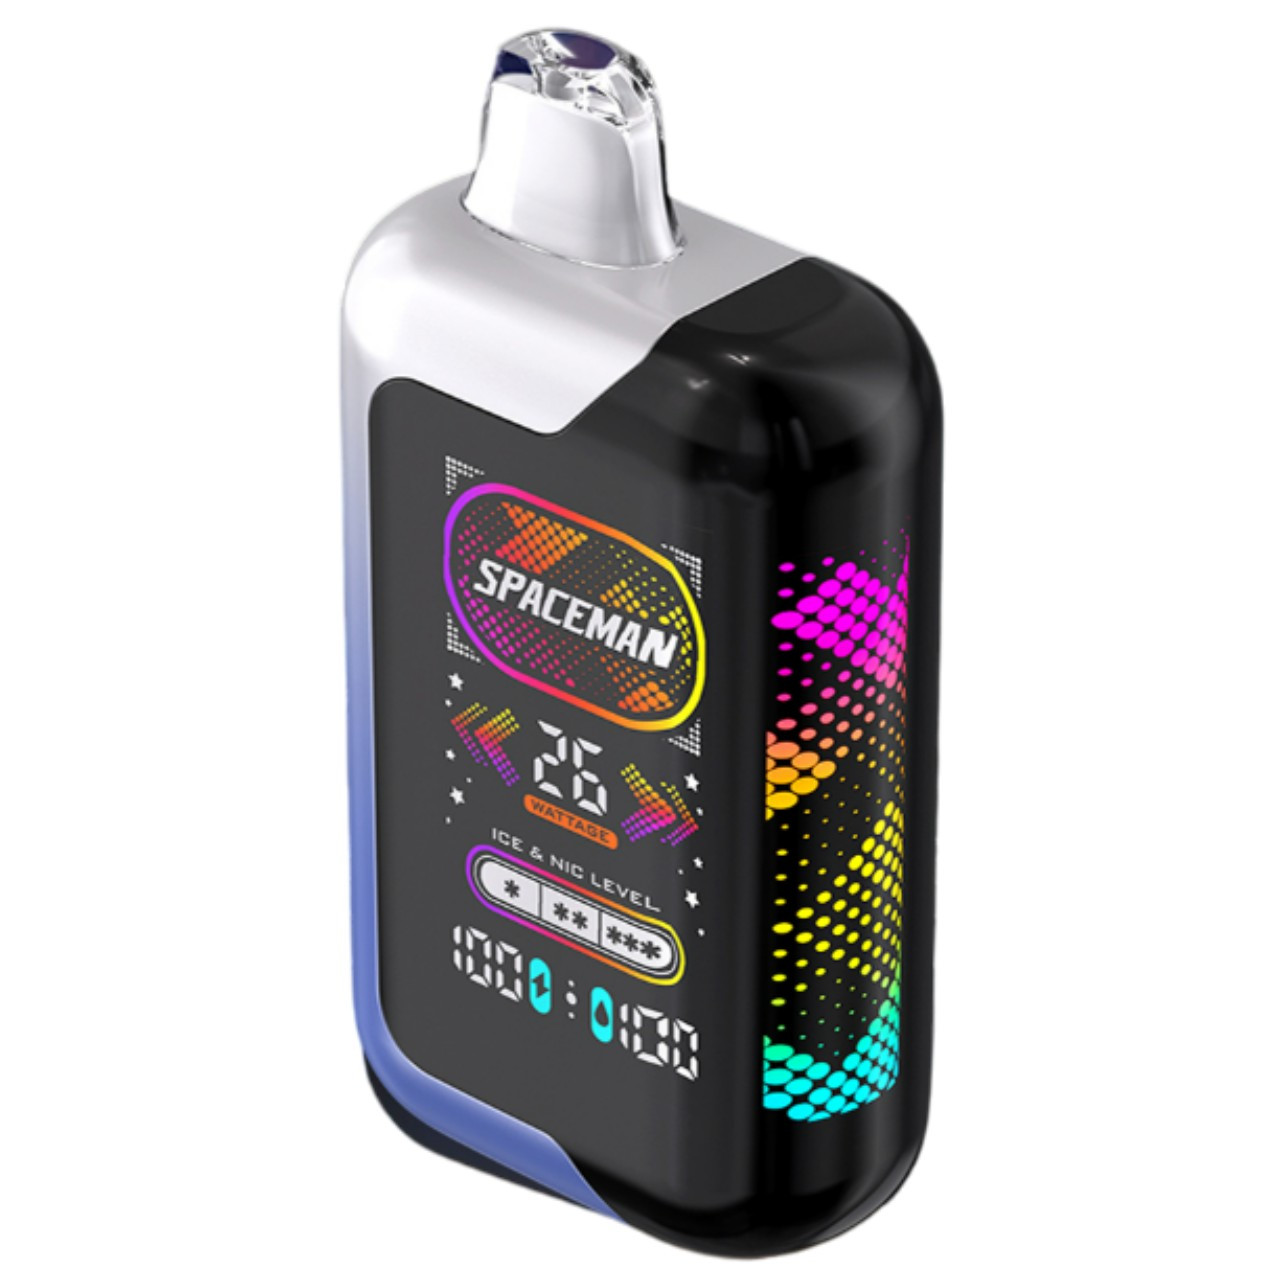 SPACEMAN
26
WATTAGE
ICE & NIC LEVEL
* ** ***
100 : 100